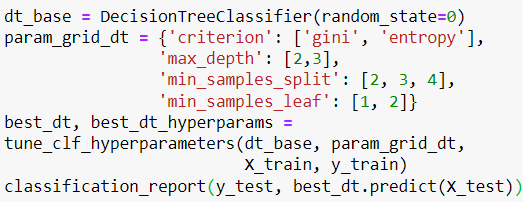 dt_base = DecisionTreeClassifier(random_state=0)
param_grid_dt = {'criterion': ['gini', 'entropy'],
'max_depth': [2,3],
'min_samples_split': [2, 3, 4],
'min_samples_leaf': [1, 2]}
best_dt, best_dt_hyperparams =
tune_clf_hyperparameters(dt_base, param_grid_dt,
X_train, y_train)
classification_report(y_test, best_dt.predict(X_test))